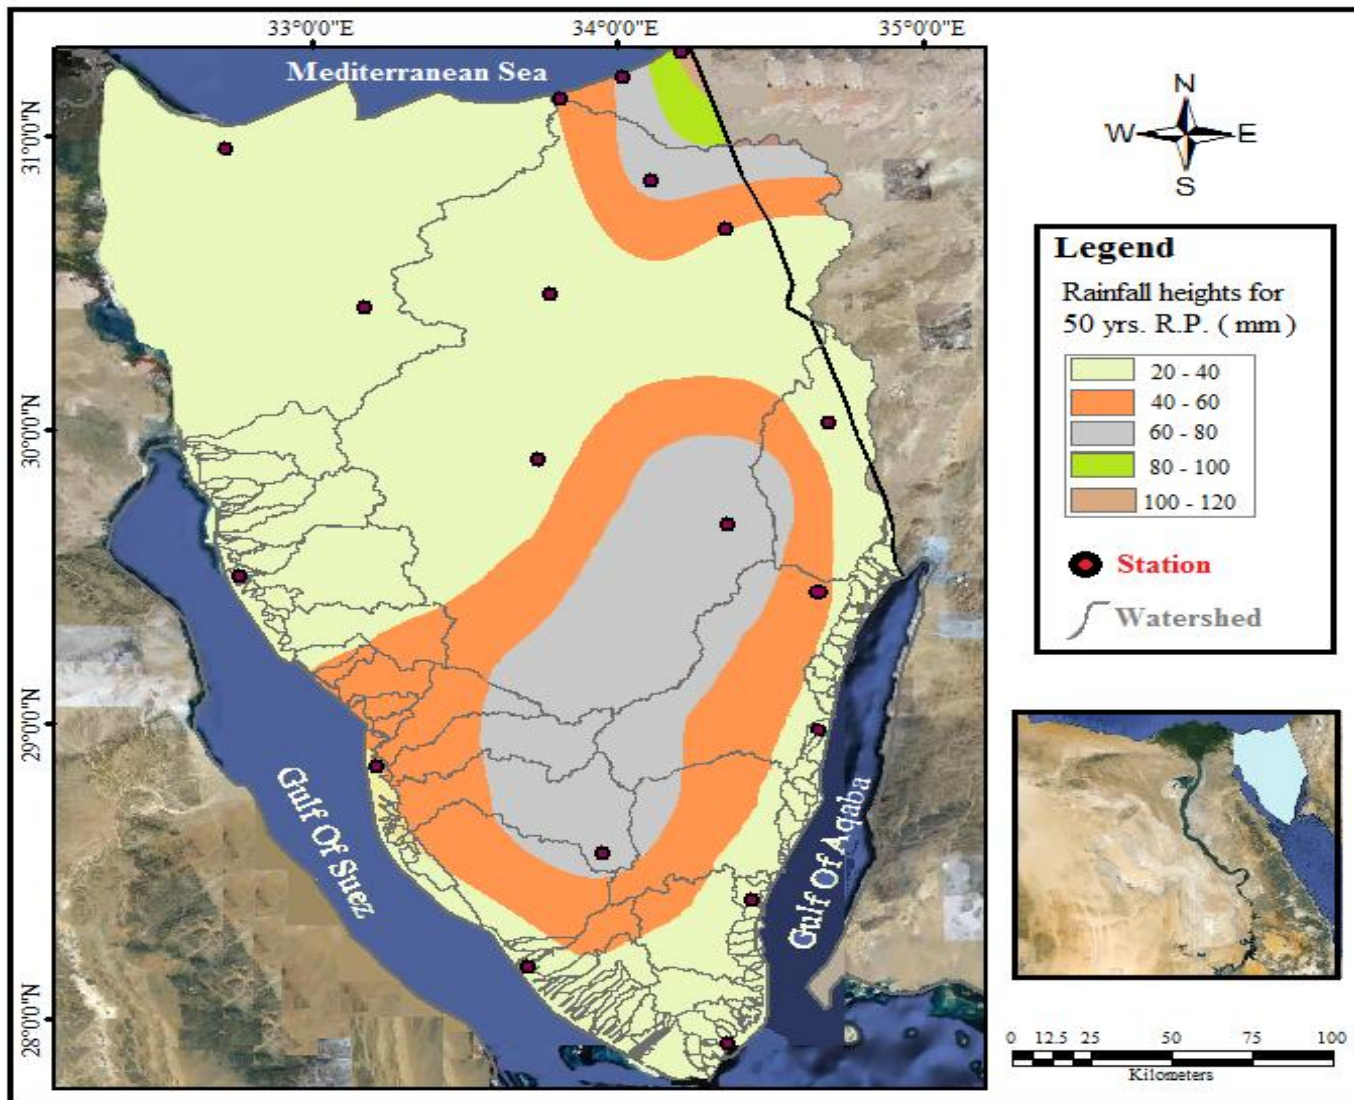 33°0'0"E 34°0'0"E 35°0'0"E
Mediterranean Sea
31°0'0"N
30°0'0"N
29°0'0"N
28°0'0"N
Gulf Of Suez
Gulf Of Aqaba
N
W E
S
Legend
Rainfall heights for
50 yrs. R.P. ( mm )
20 - 40
40 - 60
60 - 80
80 - 100
100 - 120
Station
Watershed
0 12.5 25 50 75 100
Kilometers